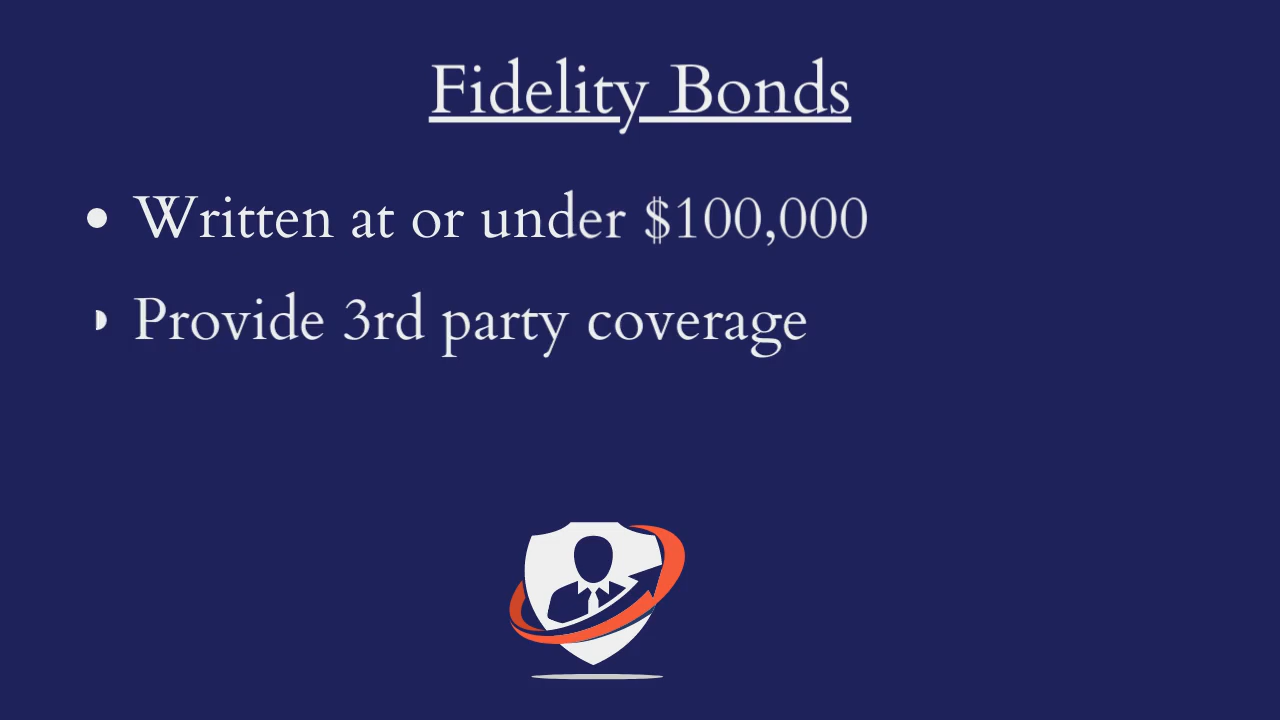 Fidelity Bonds
• Written at or under $100,000
• Provide 3rd party coverage